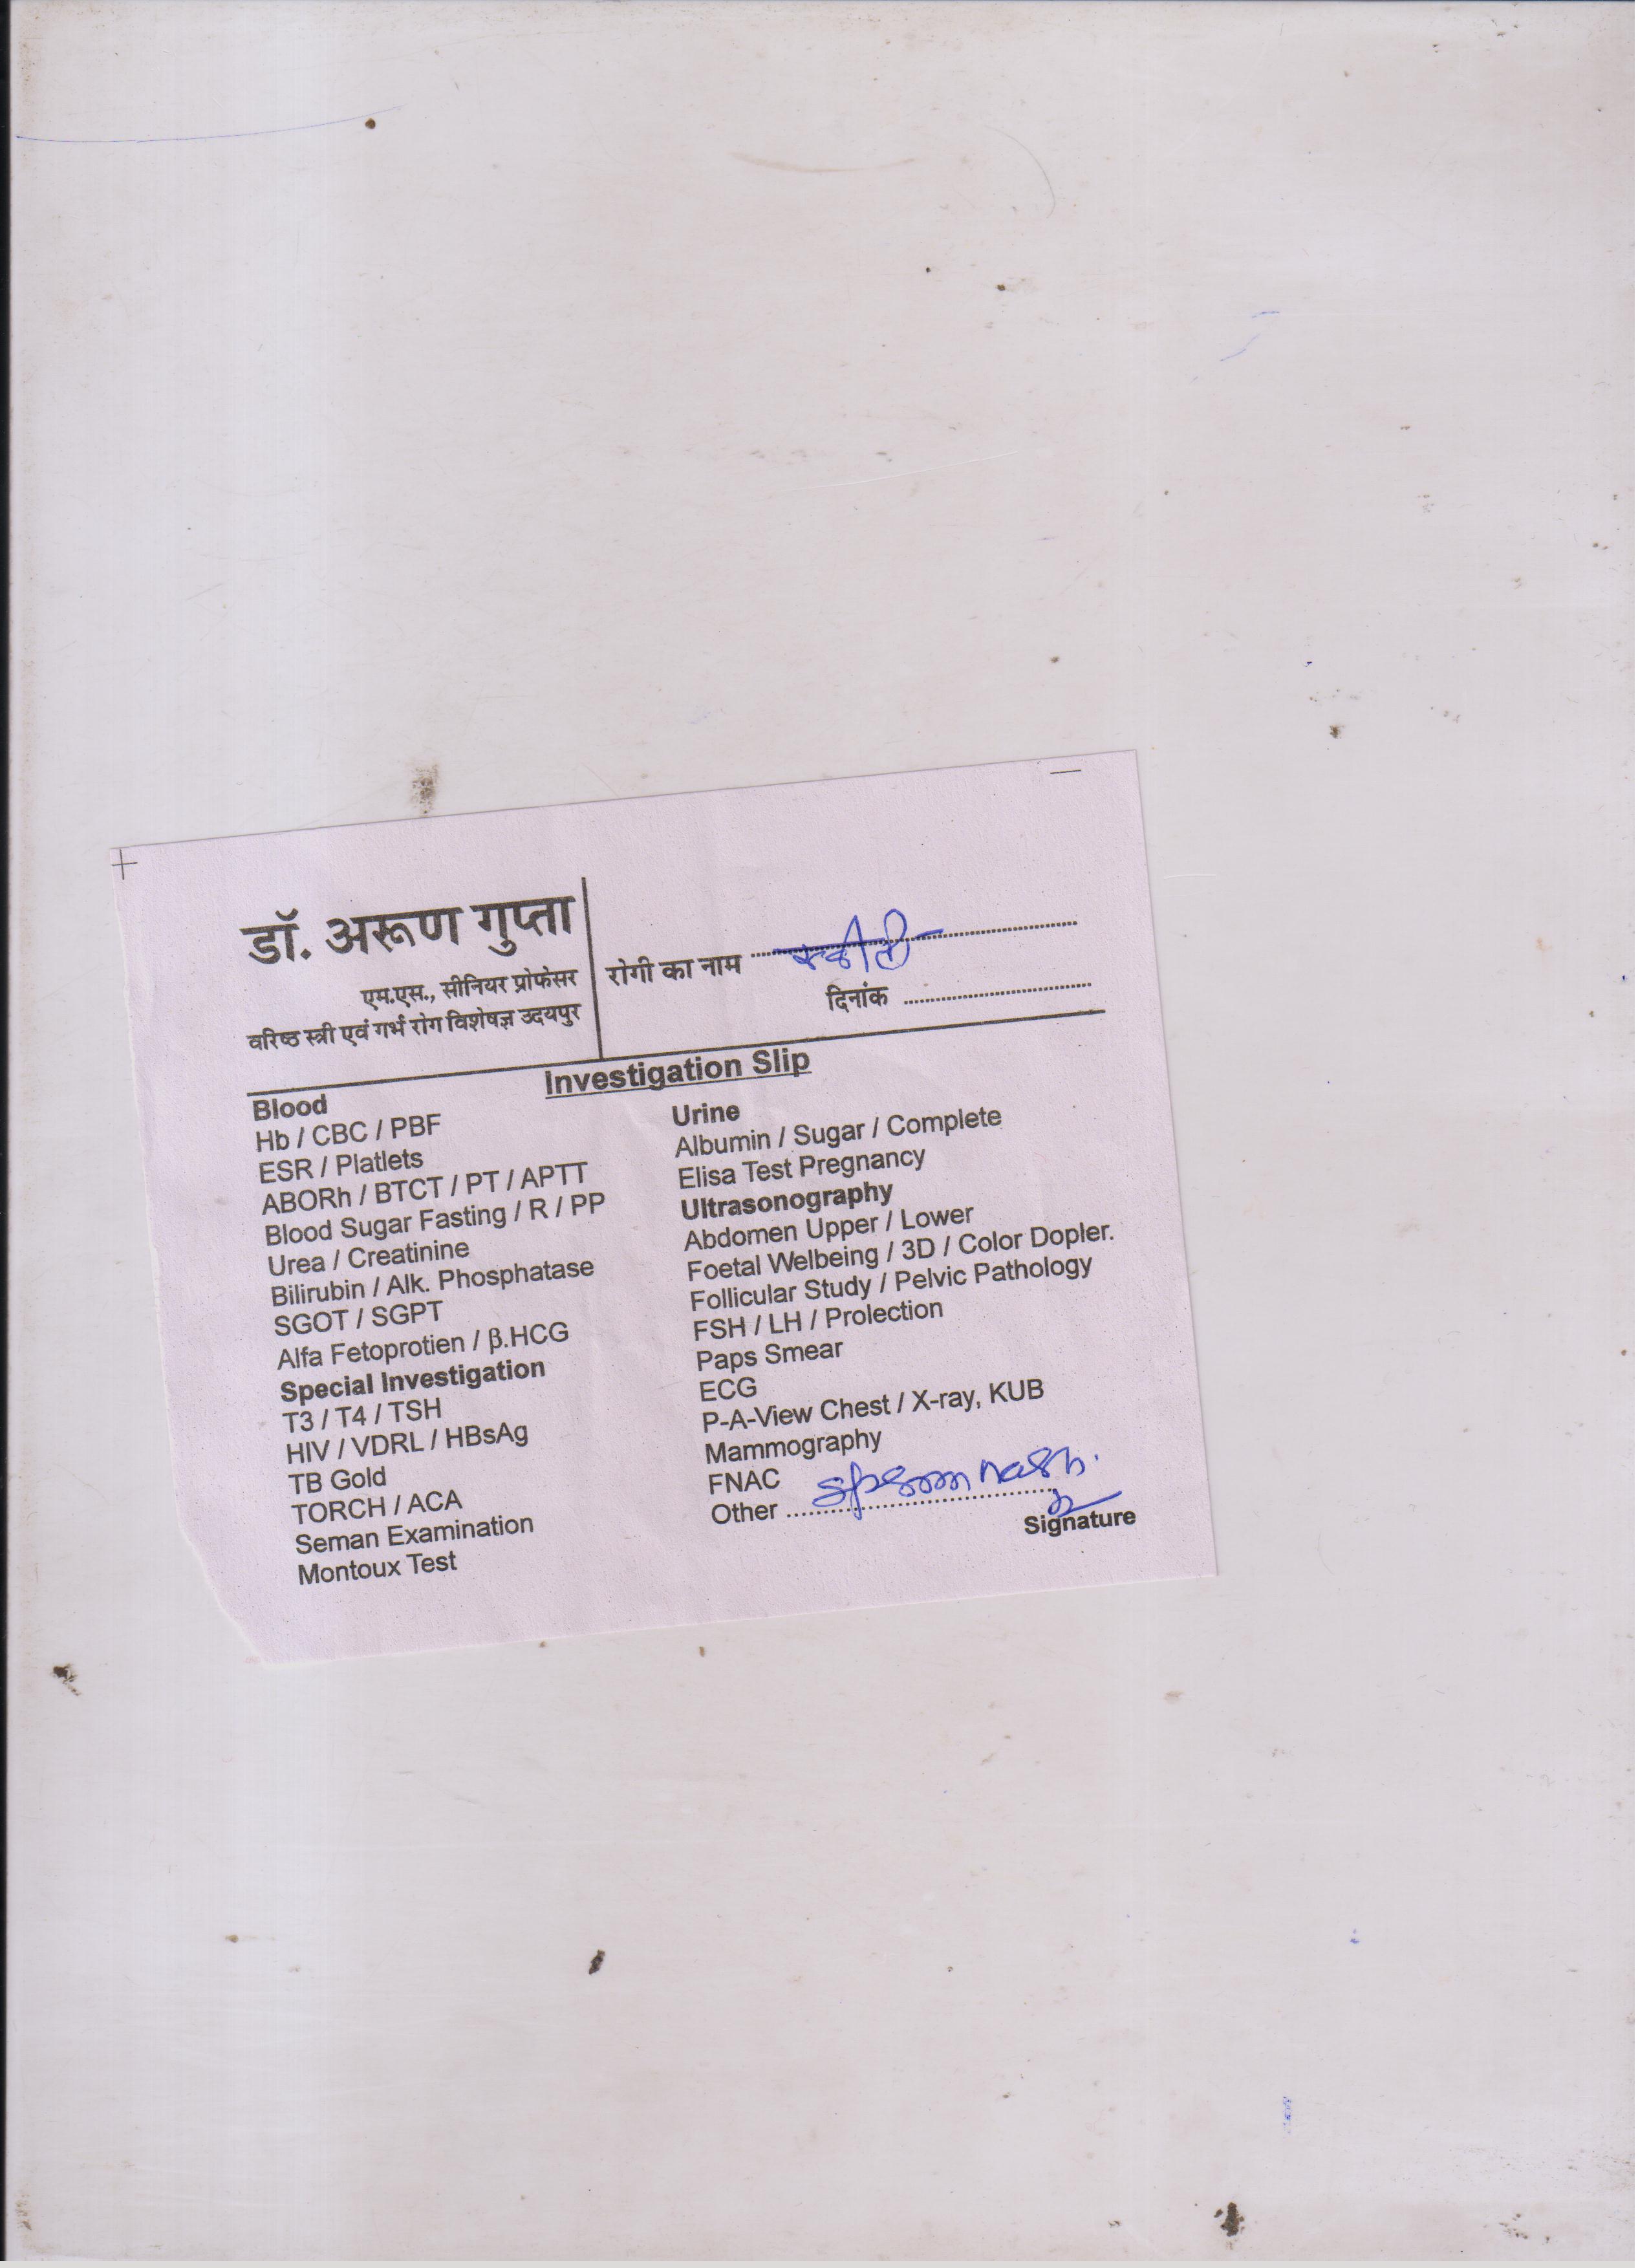 डॉ. अरूण गुप्ता
एम.एस., सीनियर प्रोफेसर
वरिष्ठ स्त्री एवं गर्भ रोग विशेषज्ञ उदयपुर
रोगी का नाम
दिनांक
Investigation Slip
Blood
Hb / CBC / PBF
ESR / Platlets
ABORh / BTCT / PT / APTT
Blood Sugar Fasting / R / PP
Urea / Creatinine
Bilirubin / Alk. Phosphatase
SGOT / SGPT
Alfa Fetoprotien / β.HCG
Special Investigation
T3 / T4 / TSH
HIV / VDRL / HBsAg
TB Gold
TORCH / ACA
Seman Examination
Montoux Test
Urine
Albumin / Sugar / Complete
Elisa Test Pregnancy
Ultrasonography
Abdomen Upper / Lower
Foetal Welbeing / 3D / Color Dopler.
Follicular Study / Pelvic Pathology
FSH / LH / Prolection
Paps Smear
ECG
P-A-View Chest / X-ray, KUB
Mammography
FNAC
Other
Signature